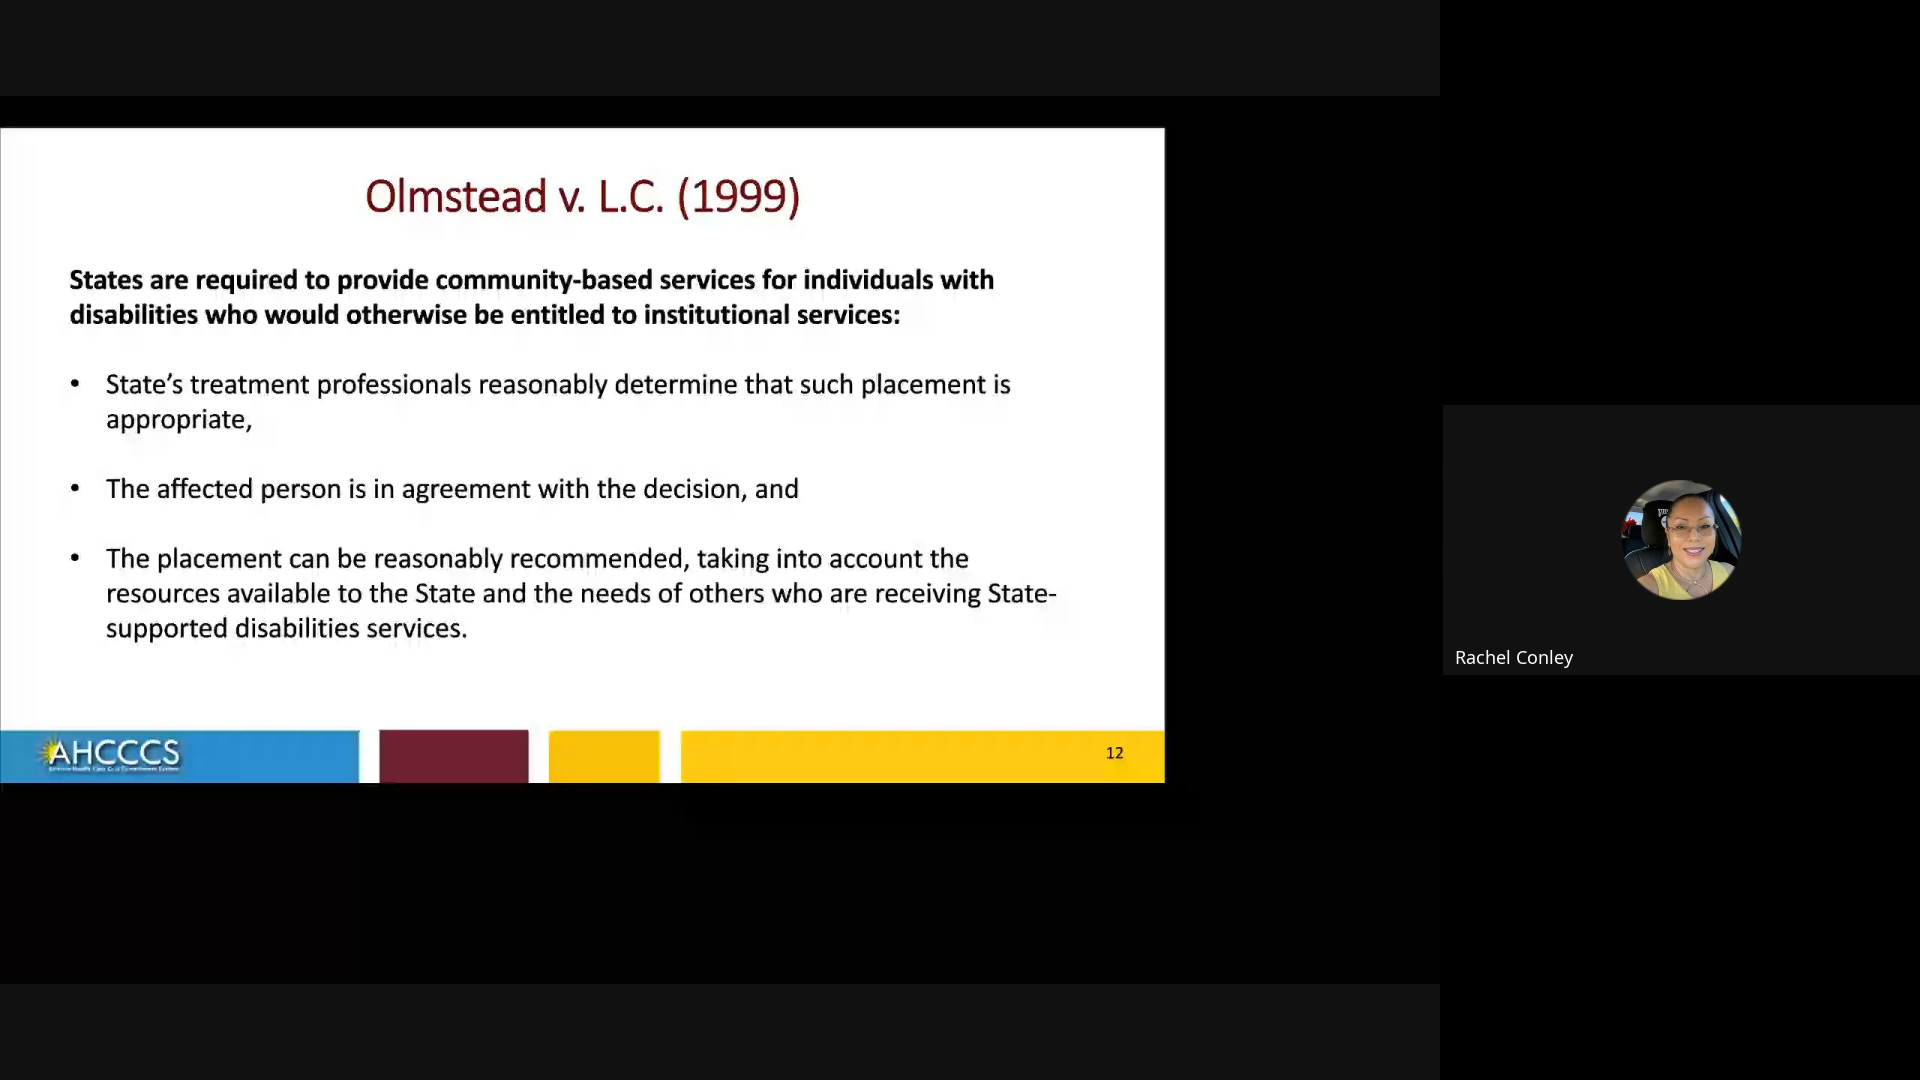 Olmstead v. L.C. (1999)
States are required to provide community-based services for individuals with
disabilities who would otherwise be entitled to institutional services:
• State’s treatment professionals reasonably determine that such placement is
appropriate,
• The affected person is in agreement with the decision, and
• The placement can be reasonably recommended, taking into account the
resources available to the State and the needs of others who are receiving State-
supported disabilities services.
AHCCCS
12
Rachel Conley